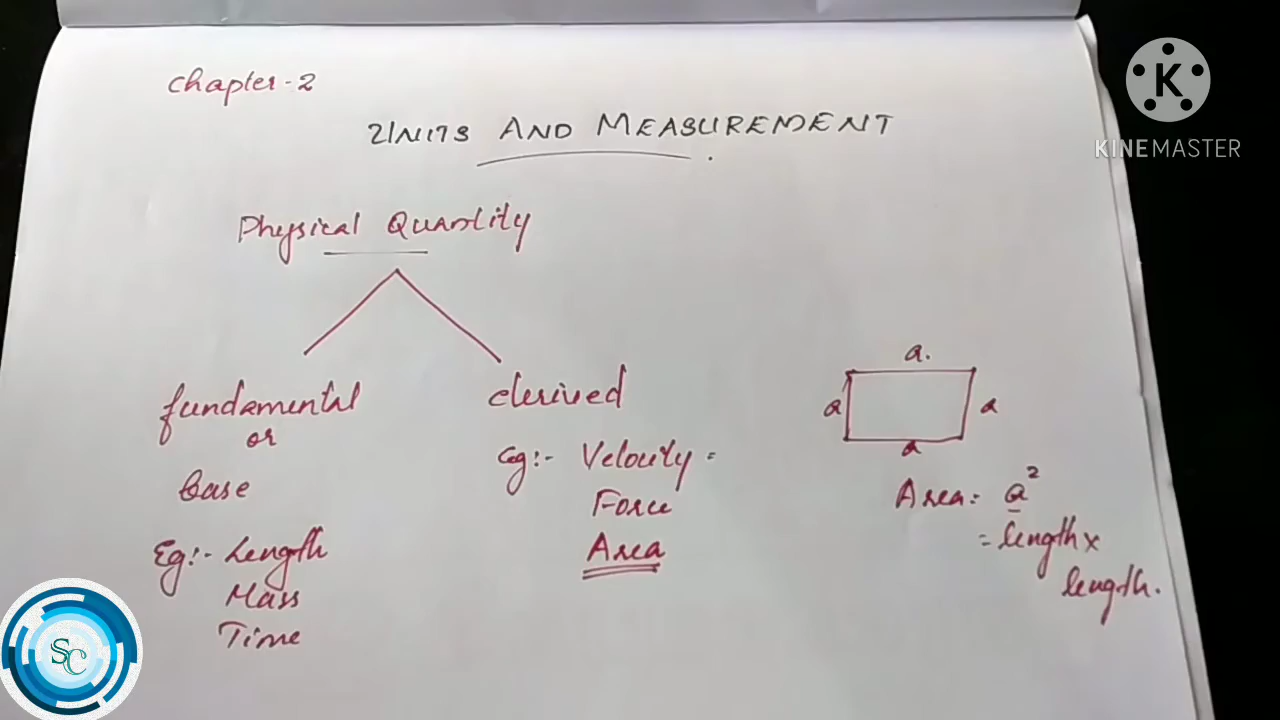 Chapter-2
UNITS AND MEASUREMENT
Physical Quantity
fundamental
or
base
Eg:- Length
Mass
Time
derived
Eg:- Velocity =
Force
Area
a.
a
a
a
Area = a²
= length x
length.
K
KINEMASTER
SC